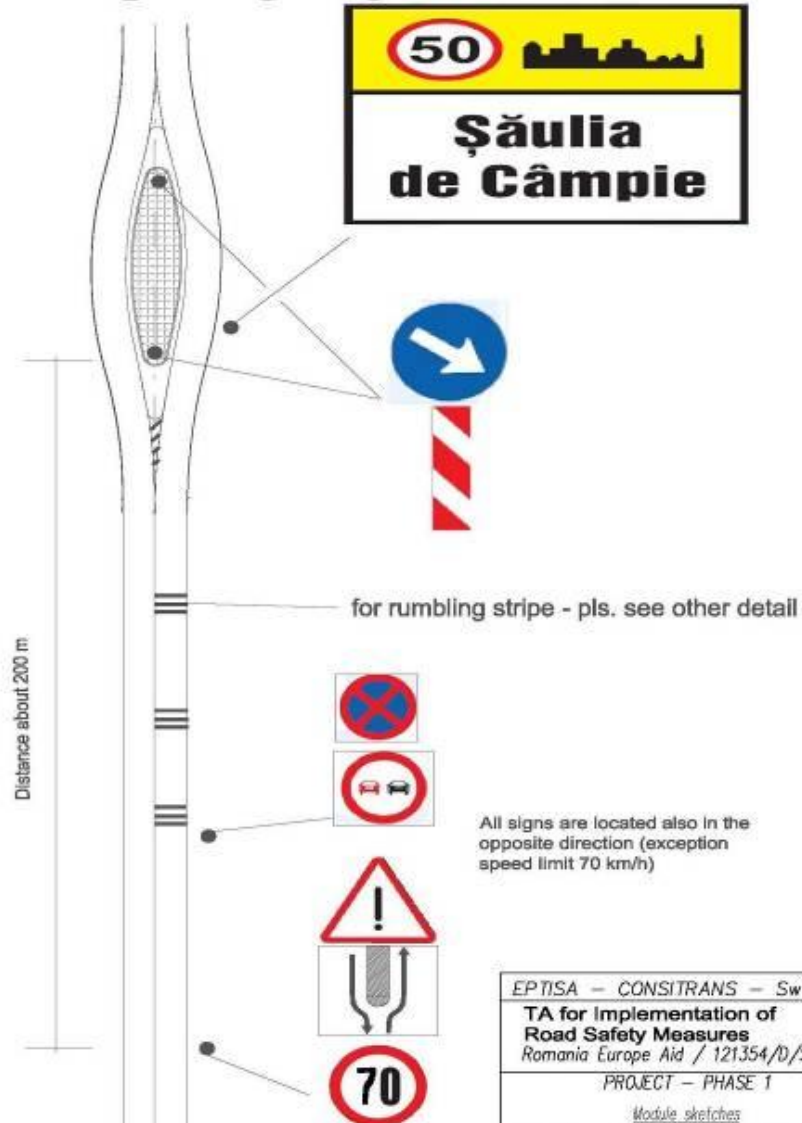 50
Șăulia
de Câmpie
for rumbling stripe - pls. see other detail
Distance about 200 m
All signs are located also in the
opposite direction (exception
speed limit 70 km/h)
!
70
EPTISA – CONSITRANS –
TA for Implementation of
Road Safety Measures
Romania Europe Aid / 121354/D/
PROJECT – PHASE 1
Module sketches